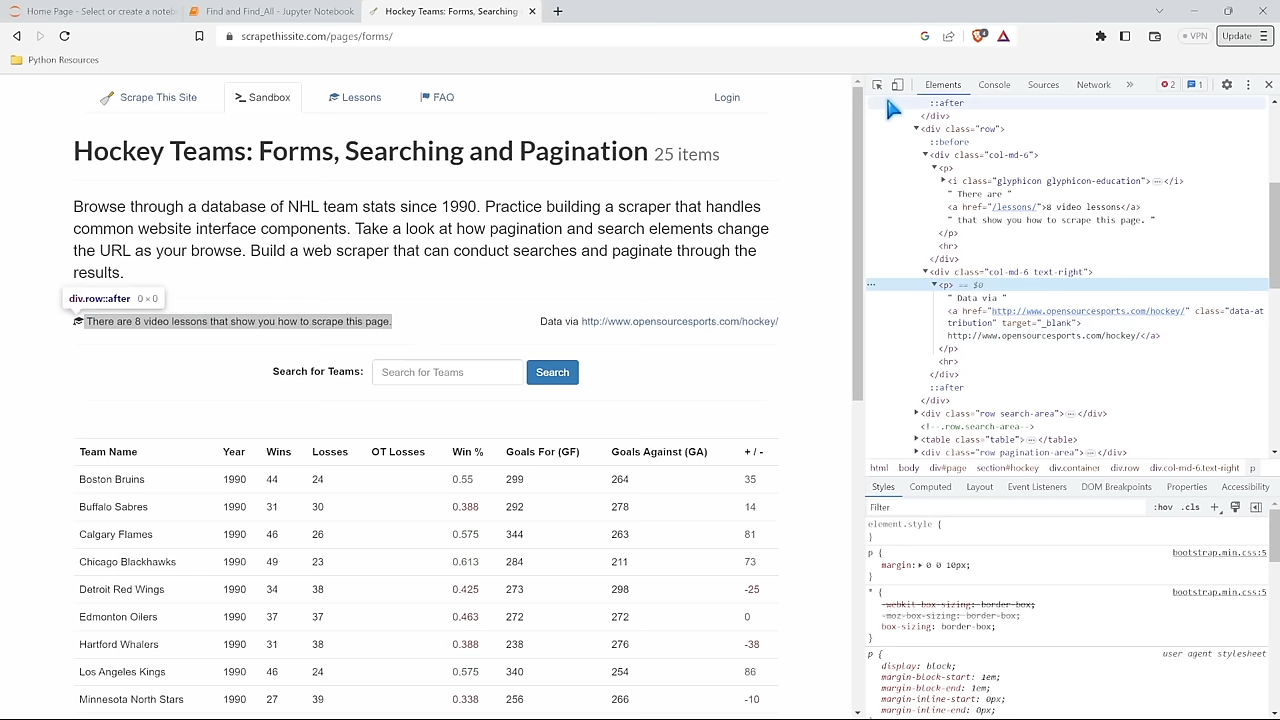 Home Page - Select or create a noteb
Find and Find_All - Jupyter Notebook
Hockey Teams: Forms, Searching
scrapethissite.com/pages/forms/
VPN
Update
Python Resources
Scrape This Site
Sandbox
Lessons
FAQ
Login
Hockey Teams: Forms, Searching and Pagination 25 items
Browse through a database of NHL team stats since 1990. Practice building a scraper that handles
common website interface components. Take a look at how pagination and search elements change
the URL as your browse. Build a web scraper that can conduct searches and paginate through the
results.
div.row::after 0 × 0
There are 8 video lessons that show you how to scrape this page.
Data via http://www.opensourcesports.com/hockey/
Search for Teams:
Search for Teams
Search
Team Name Year Wins Losses OT Losses Win % Goals For (GF) Goals Against (GA) + / -
Boston Bruins 1990 44 24 0.55 299 264 35
Buffalo Sabres 1990 31 30 0.388 292 278 14
Calgary Flames 1990 46 26 0.575 344 263 81
Chicago Blackhawks 1990 49 23 0.613 284 211 73
Detroit Red Wings 1990 34 38 0.425 273 298 -25
Edmonton Oilers 1990 37 37 0.463 272 272 0
Hartford Whalers 1990 31 38 0.388 238 276 -38
Los Angeles Kings 1990 46 24 0.575 340 254 86
Minnesota North Stars 1990 27 39 0.338 256 266 -10
Elements Console Sources Network » 2 1
::after
</div>
<div class="row">
::before
<div class="col-md-6">
<p>
<i class="glyphicon glyphicon-education">…</i>
" There are "
<a href="/lessons/">8 video lessons</a>
" that show you how to scrape this page. "
</p>
<hr>
</div>
<div class="col-md-6 text-right">
<p> == $0
" Data via "
<a href="http://www.opensourcesports.com/hockey/" class="data-at
tribution" target="_blank">
http://www.opensourcesports.com/hockey/</a>
</p>
<hr>
</div>
::after
</div>
<div class="row search-area">…</div>
<!--.row.search-area-->
<table class="table">…</table>
<div class="row pagination-area">…</div>
html body div#page section#hockey div.container div.row div.col-md-6.text-right p
Styles Computed Layout Event Listeners DOM Breakpoints Properties Accessibility
Filter
:hov .cls +
element.style {
}
p {
bootstrap.min.css:5
margin: 0 0 10px;
}
* {
bootstrap.min.css:5
-webkit-box-sizing: border-box;
-moz-box-sizing: border-box;
box-sizing: border-box;
}
p {
user agent stylesheet
display: block;
margin-block-start: 1em;
margin-block-end: 1em;
margin-inline-start: 0px;
margin-inline-end: 0px;